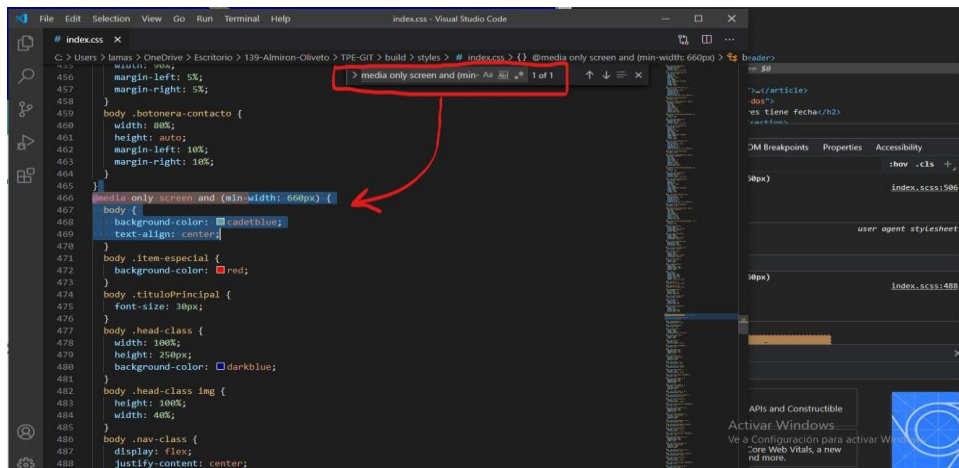 File Edit Selection View Go Run Terminal Help
index.css - Visual Studio Code
# index.css
C: > Users > lamas > OneDrive > Escritorio > 139-Almiron-Oliveto > TPE-GIT > build > styles > # index.css > {} @media only screen and (min-width: 660px) > header>
media only screen and (min- Aa 1 of 1
455 width: 90%;
456 margin-left: 5%;
457 margin-right: 5%;
458 }
459 body .botonera-contacto {
460 width: 80%;
461 height: auto;
462 margin-left: 10%;
463 margin-right: 10%;
464 }
465 }
466 @media only screen and (min-width: 660px) {
467 body {
468 background-color: cadetblue;
469 text-align: center;
470 }
471 body .item-especial {
472 background-color: red;
473 }
474 body .tituloPrincipal {
475 font-size: 30px;
476 }
477 body .head-class {
478 width: 100%;
479 height: 250px;
480 background-color: darkblue;
481 }
482 body .head-class img {
483 height: 100%;
484 width: 40%;
485 }
486 body .nav-class {
487 display: flex;
488 justify-content: center;
$0
…</article>
dos">
res tiene fecha</h2>
OM Breakpoints Properties Accessibility
:hov .cls +
60px)
index.scss:506
user agent stylesheet
60px)
index.scss:488
APIs and Constructible
Activar Windows
Ve a Configuración para activar Windows.
Core Web Vitals, a new
nd more.